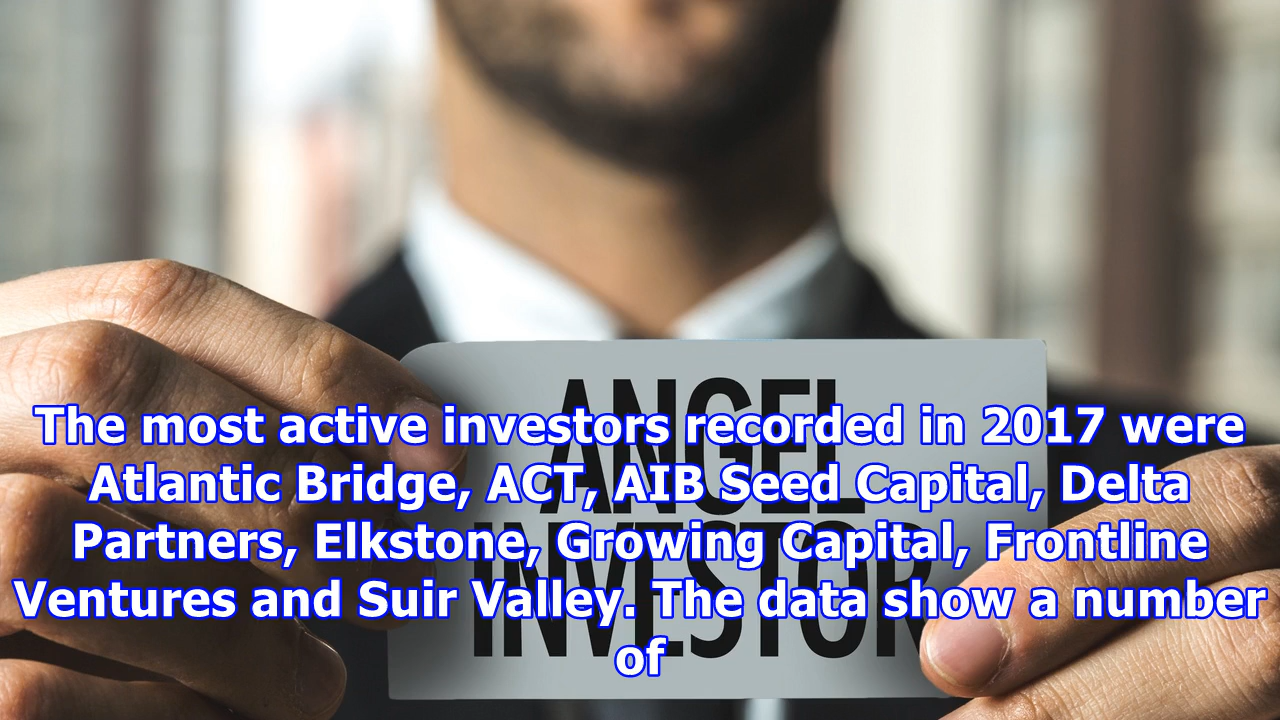 ANGEL
INVESTOR
The most active investors recorded in 2017 were
Atlantic Bridge, ACT, AIB Seed Capital, Delta
Partners, Elkstone, Growing Capital, Frontline
Ventures and Suir Valley. The data show a number
of